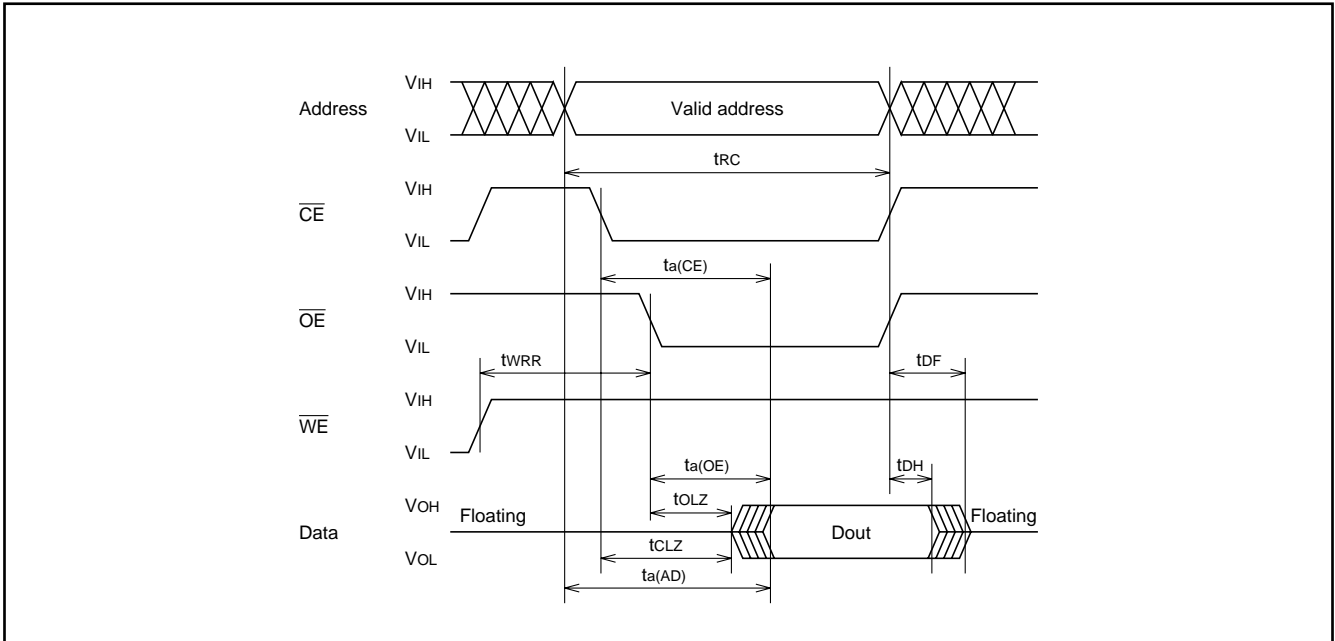 Address
VIH
VIL
Valid address
tRC
CE
VIH
VIL
ta(CE)
OE
VIH
VIL
tWRR
tDF
WE
VIH
VIL
ta(OE)
tDH
tOLZ
Data
VOH
Floating
Dout
Floating
VOL
tCLZ
ta(AD)